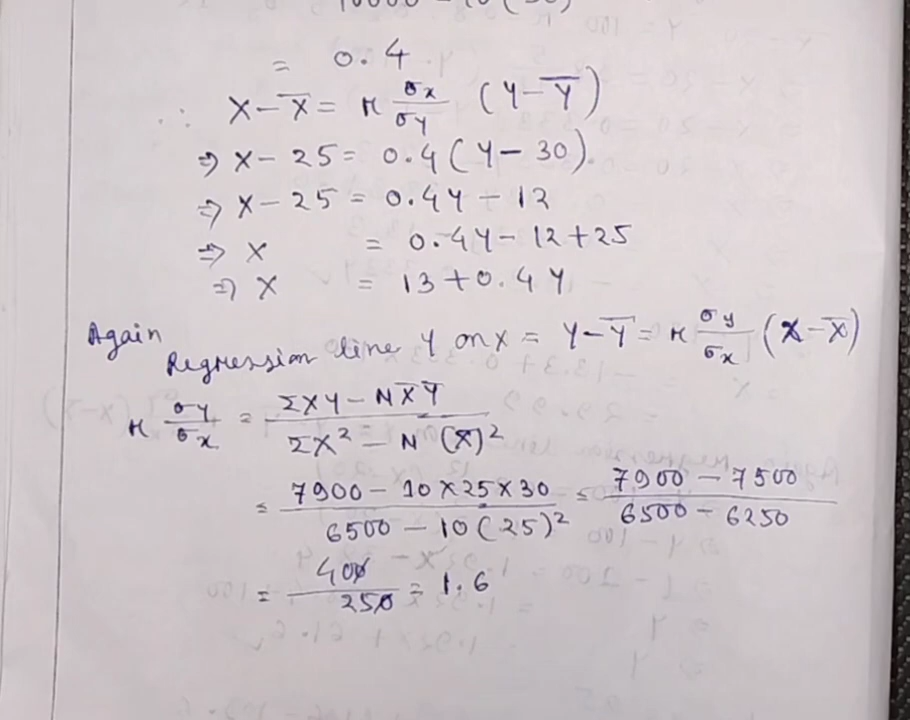 = 0.4
∴ X - X̄ = r σx/σy (Y - Ȳ)
⇒ X - 25 = 0.4 (Y - 30).
⇒ X - 25 = 0.4Y - 12
⇒ X = 0.4Y - 12 + 25
⇒ X = 13 + 0.4 Y
Again
Regression line Y on X = Y - Ȳ = r σy/σx (X - X̄)
r σy/σx = ΣXY - N X̄ Ȳ / ΣX² - N (X̄)²
= 7900 - 10 X 25 X 30 / 6500 - 10 (25)² = 7900 - 7500 / 6500 - 6250
= 400 / 250 = 1.6